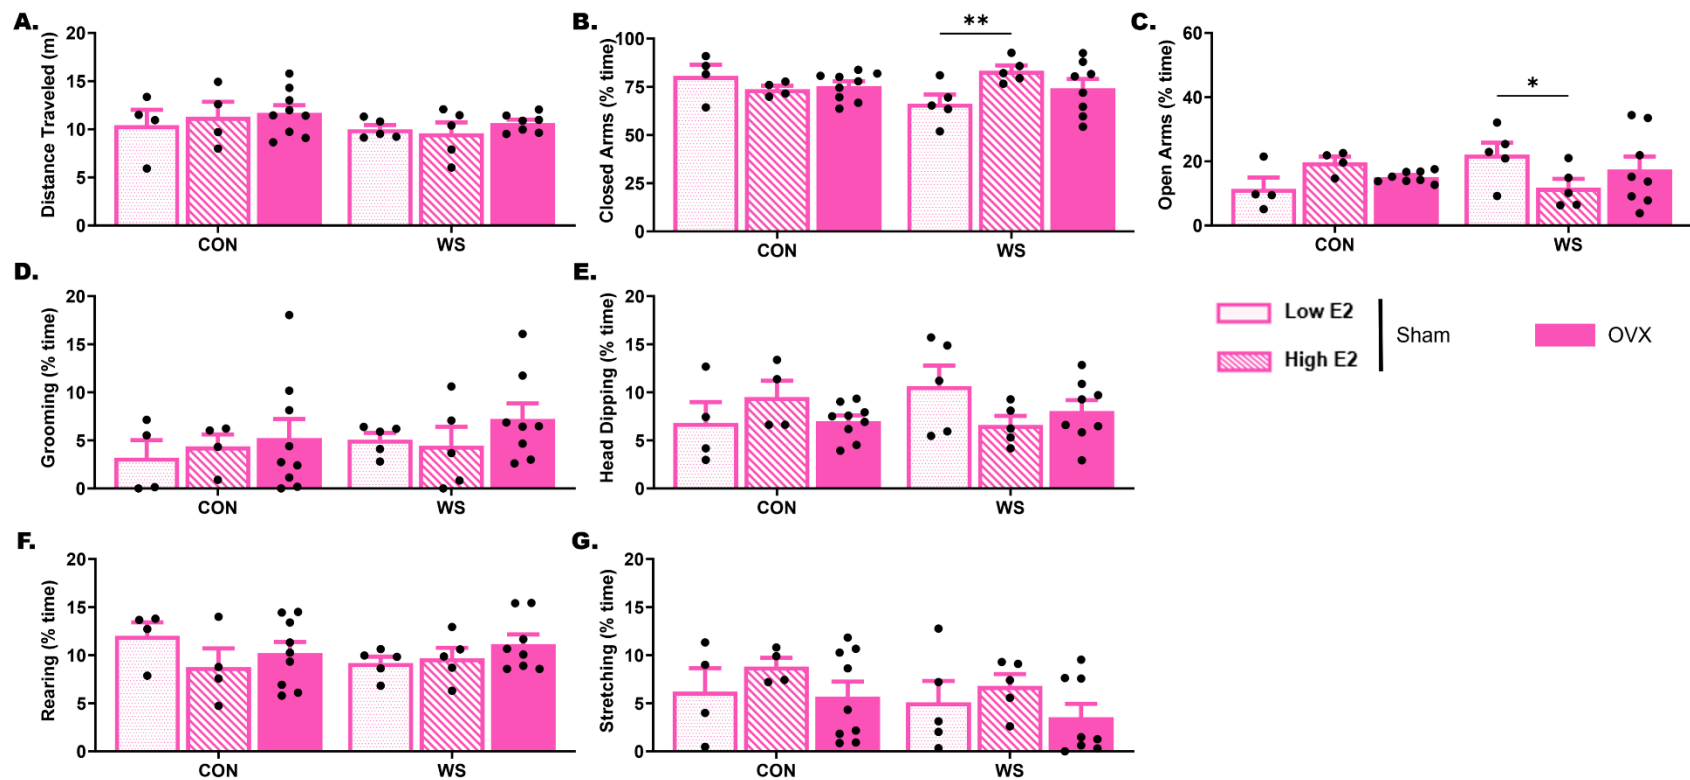 A.
Distance Traveled (m)
20
15
10
5
0
CON
WS
B.
Closed Arms (% time)
100
75
50
25
0
**
CON
WS
C.
Open Arms (% time)
60
40
20
0
*
CON
WS
D.
Grooming (% time)
20
15
10
5
0
CON
WS
E.
Head Dipping (% time)
20
15
10
5
0
CON
WS
Low E2
High E2
Sham
OVX
F.
Rearing (% time)
20
15
10
5
0
CON
WS
G.
Stretching (% time)
20
15
10
5
0
CON
WS